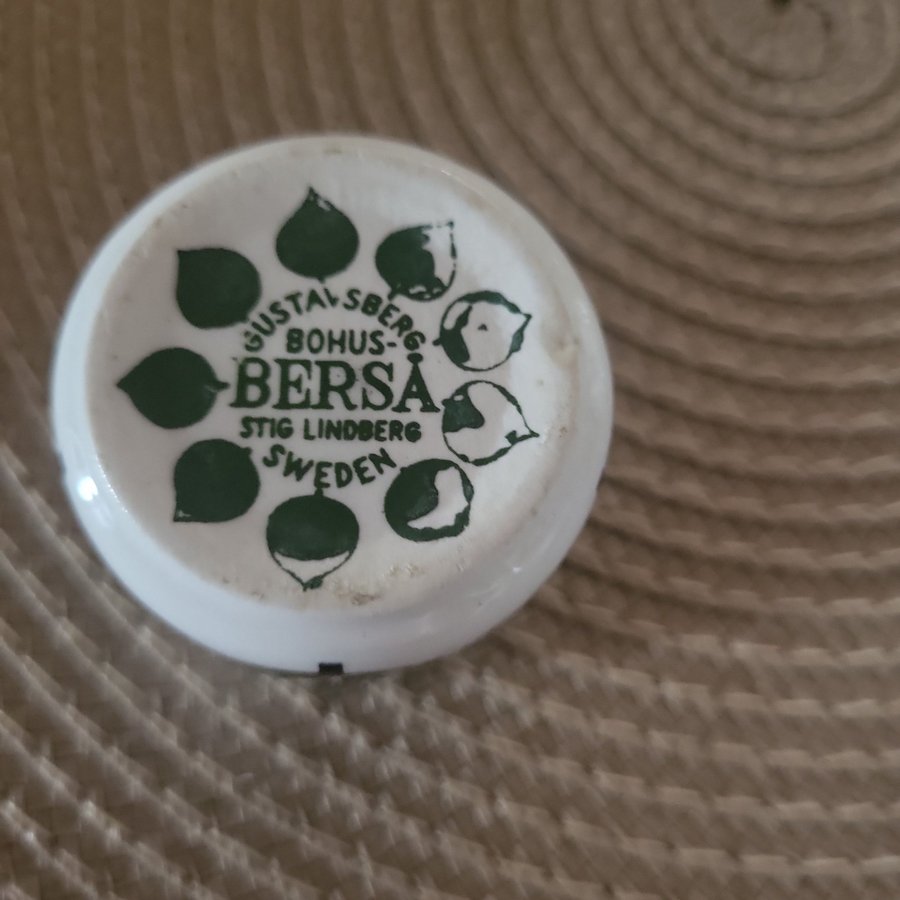 GUSTAVSBERG
BOHUS-
BERSÅ
STIG LINDBERG
SWEDEN